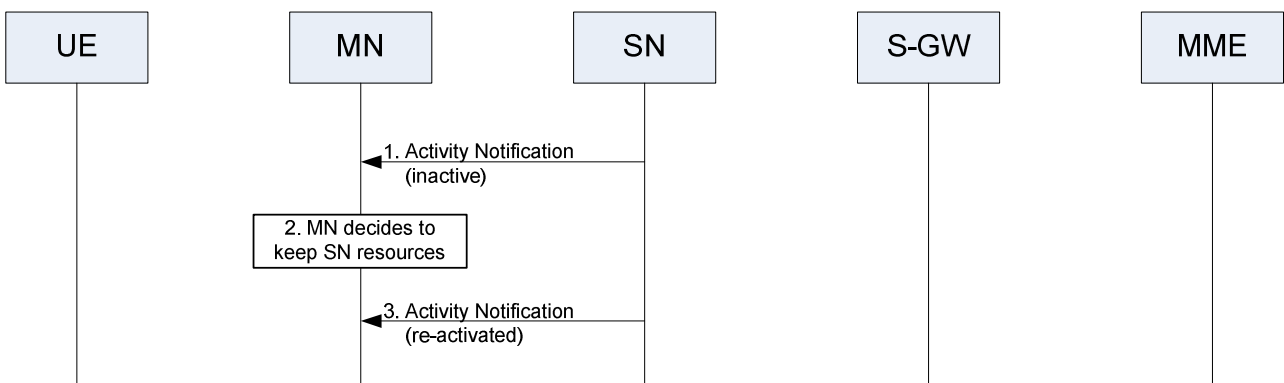 UE
MN
SN
S-GW
MME
1. Activity Notification
(inactive)
2. MN decides to
keep SN resources
3. Activity Notification
(re-activated)